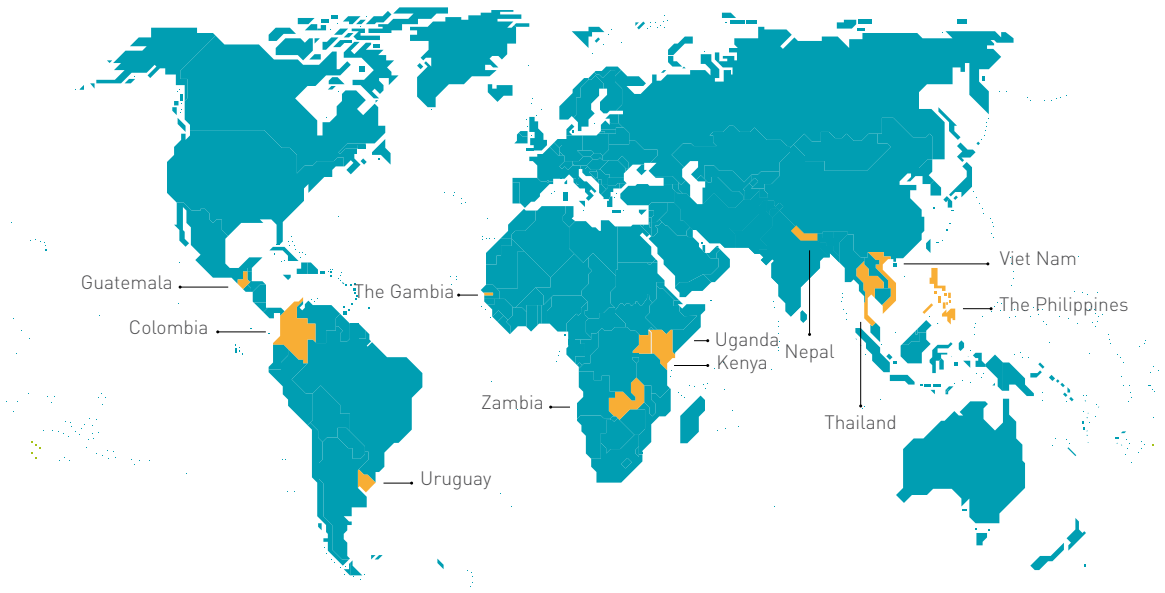 Viet Nam
Guatemala
The Gambia
The Philippines
Colombia
Uganda
Nepal
Kenya
Zambia
Thailand
Uruguay